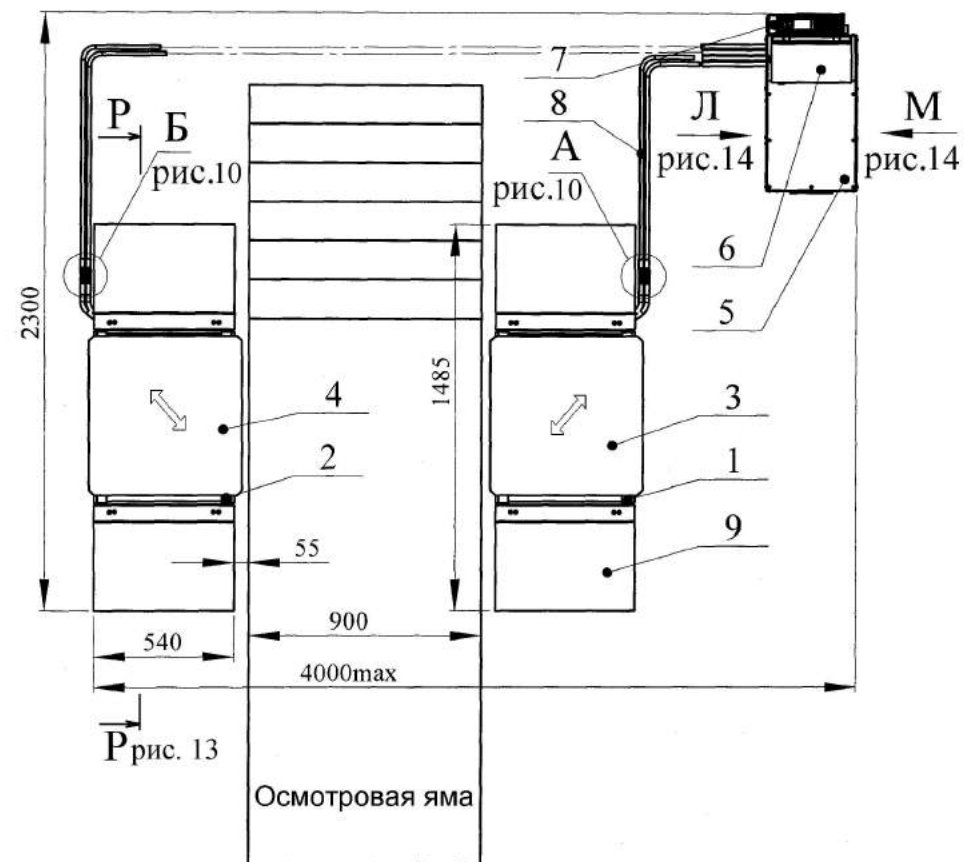 7
8
Р
Б
рис.10
А
рис.10
Л
рис.14
М
рис.14
6
5
2300
1485
4
3
2
1
9
55
900
540
4000max
Р рис. 13
Осмотровая яма